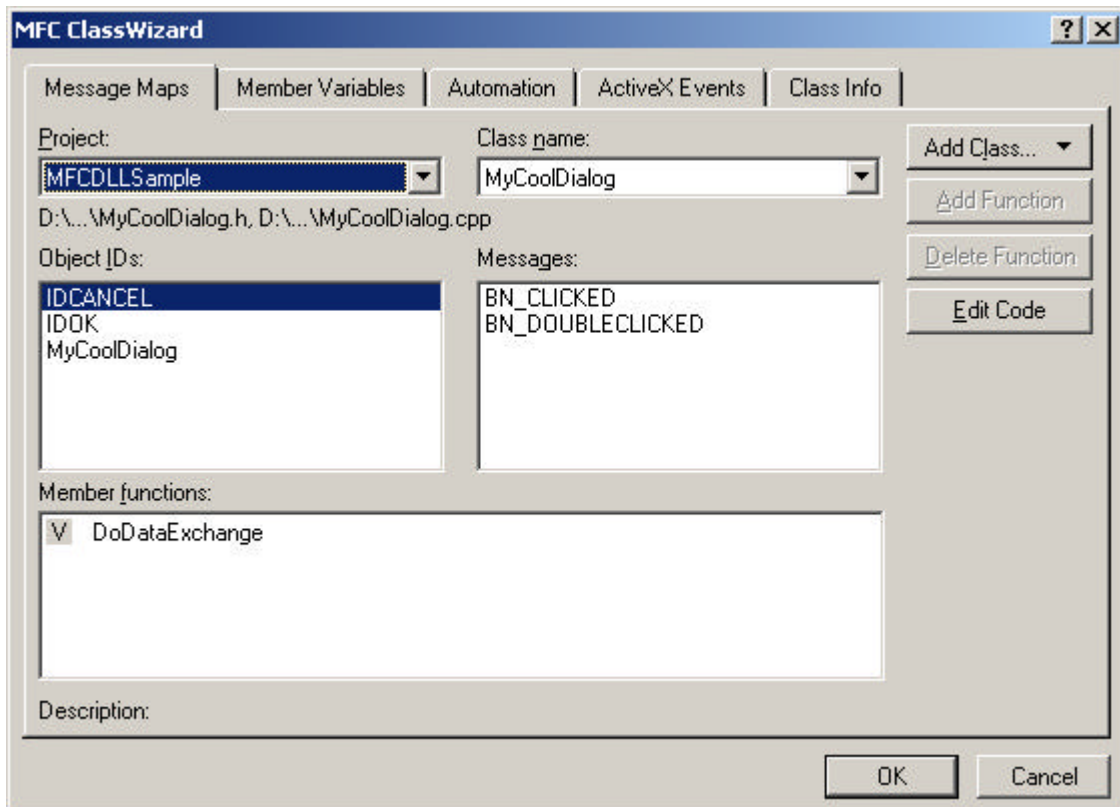 MFC ClassWizard
Message Maps
Member Variables
Automation
ActiveX Events
Class Info
Project:
Class name:
MFCDLLSample
MyCoolDialog
Add Class...
D:\...\MyCoolDialog.h, D:\...\MyCoolDialog.cpp
Add Function
Object IDs:
Messages:
Delete Function
IDCANCEL
IDOK
MyCoolDialog
BN_CLICKED
BN_DOUBLECLICKED
Edit Code
Member functions:
V DoDataExchange
Description:
OK
Cancel